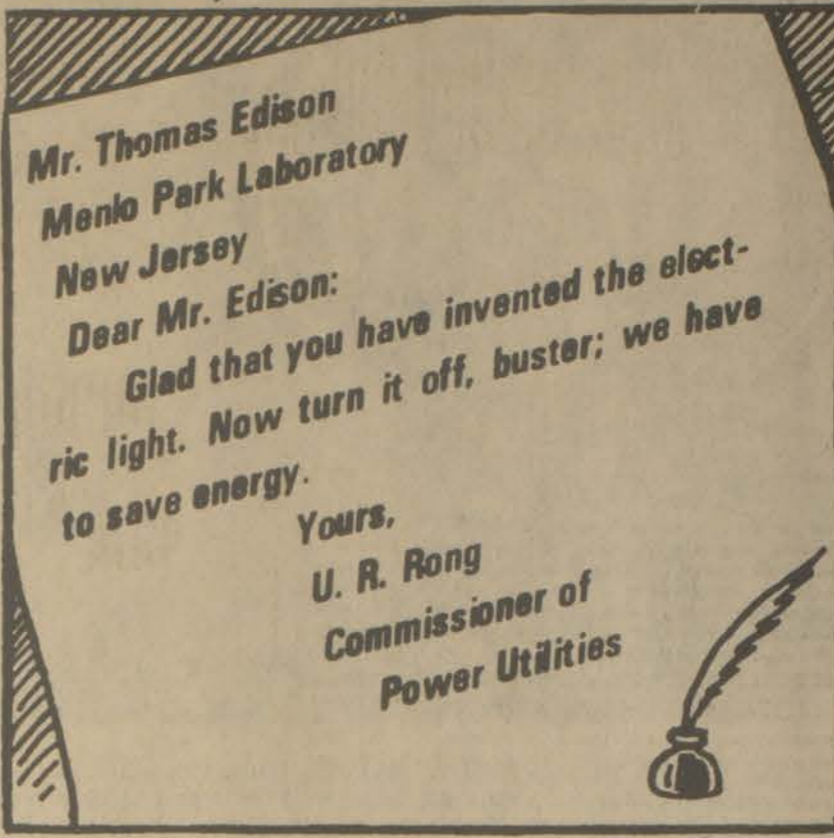 Mr. Thomas Edison
Menlo Park Laboratory
New Jersey
Dear Mr. Edison:
Glad that you have invented the elect-
ric light. Now turn it off, buster; we have
to save energy.
Yours,
U. R. Rong
Commissioner of
Power Utilities